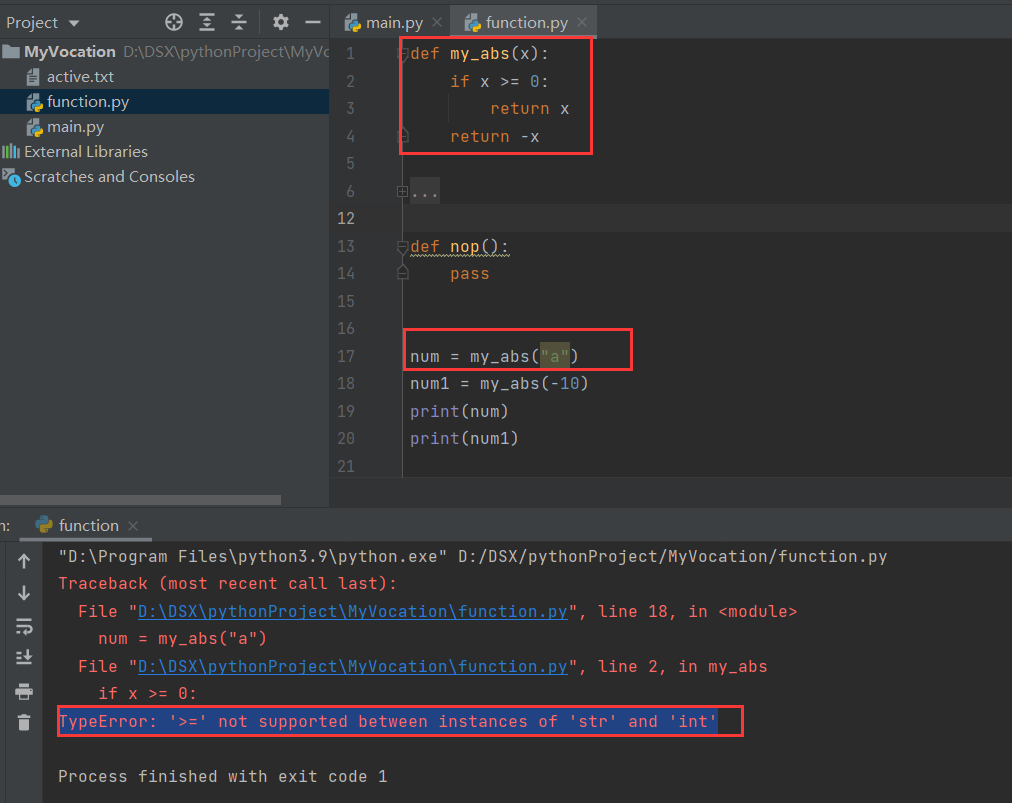 Project
main.py
function.py
MyVocation D:\DSX\pythonProject\MyVo
active.txt
function.py
main.py
External Libraries
Scratches and Consoles
1 def my_abs(x):
2 if x >= 0:
3 return x
4 return -x
5
6 ...
12
13 def nop():
14 pass
15
16
17 num = my_abs("a")
18 num1 = my_abs(-10)
19 print(num)
20 print(num1)
21
n: function
"D:\Program Files\python3.9\python.exe" D:/DSX/pythonProject/MyVocation/function.py
Traceback (most recent call last):
File "D:\DSX\pythonProject\MyVocation\function.py", line 18, in <module>
num = my_abs("a")
File "D:\DSX\pythonProject\MyVocation\function.py", line 2, in my_abs
if x >= 0:
TypeError: '>=' not supported between instances of 'str' and 'int'
Process finished with exit code 1